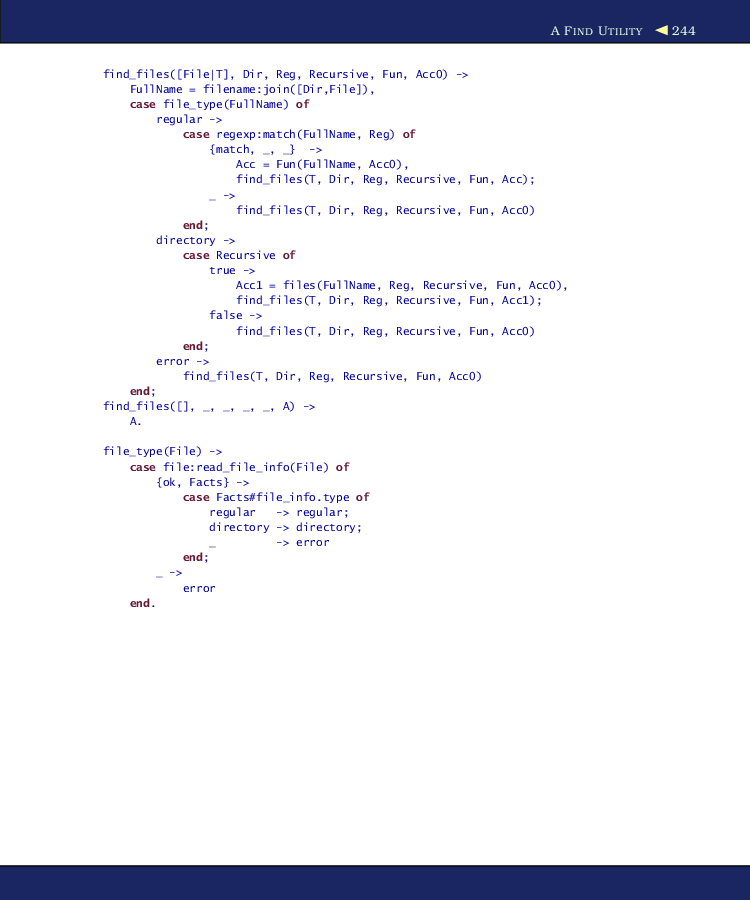 A Find Utility ◀ 244
find_files([File|T], Dir, Reg, Recursive, Fun, Acc0) ->
    FullName = filename:join([Dir,File]),
    case file_type(FullName) of
        regular ->
            case regexp:match(FullName, Reg) of
                {match, _, _}  ->
                    Acc = Fun(FullName, Acc0),
                    find_files(T, Dir, Reg, Recursive, Fun, Acc);
                _ ->
                    find_files(T, Dir, Reg, Recursive, Fun, Acc0)
            end;
        directory ->
            case Recursive of
                true ->
                    Acc1 = files(FullName, Reg, Recursive, Fun, Acc0),
                    find_files(T, Dir, Reg, Recursive, Fun, Acc1);
                false ->
                    find_files(T, Dir, Reg, Recursive, Fun, Acc0)
            end;
        error ->
            find_files(T, Dir, Reg, Recursive, Fun, Acc0)
    end;
find_files([], _, _, _, _, A) ->
    A.

file_type(File) ->
    case file:read_file_info(File) of
        {ok, Facts} ->
            case Facts#file_info.type of
                regular   -> regular;
                directory -> directory;
                _         -> error
            end;
        _ ->
            error
    end.